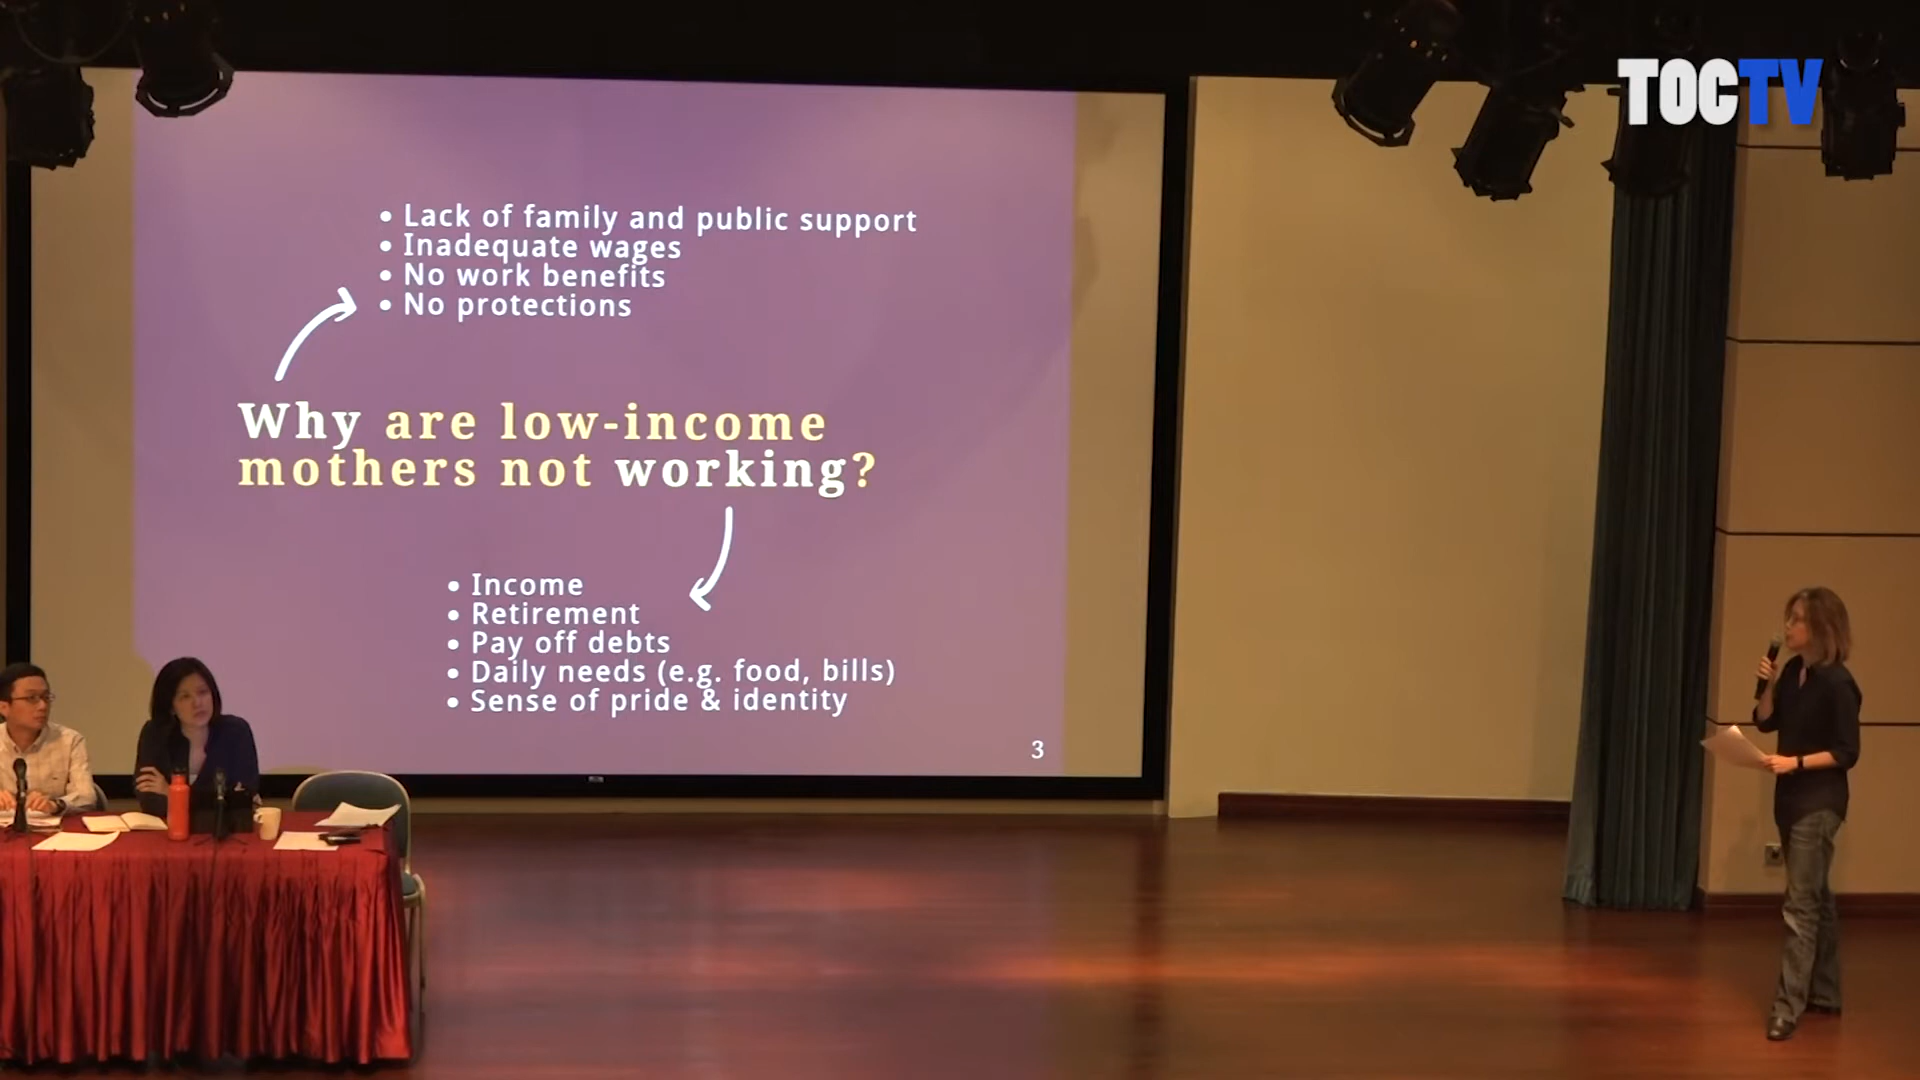 TOCTV
• Lack of family and public support
• Inadequate wages
• No work benefits
• No protections
Why are low-income
mothers not working?
• Income
• Retirement
• Pay off debts
• Daily needs (e.g. food, bills)
• Sense of pride & identity
3